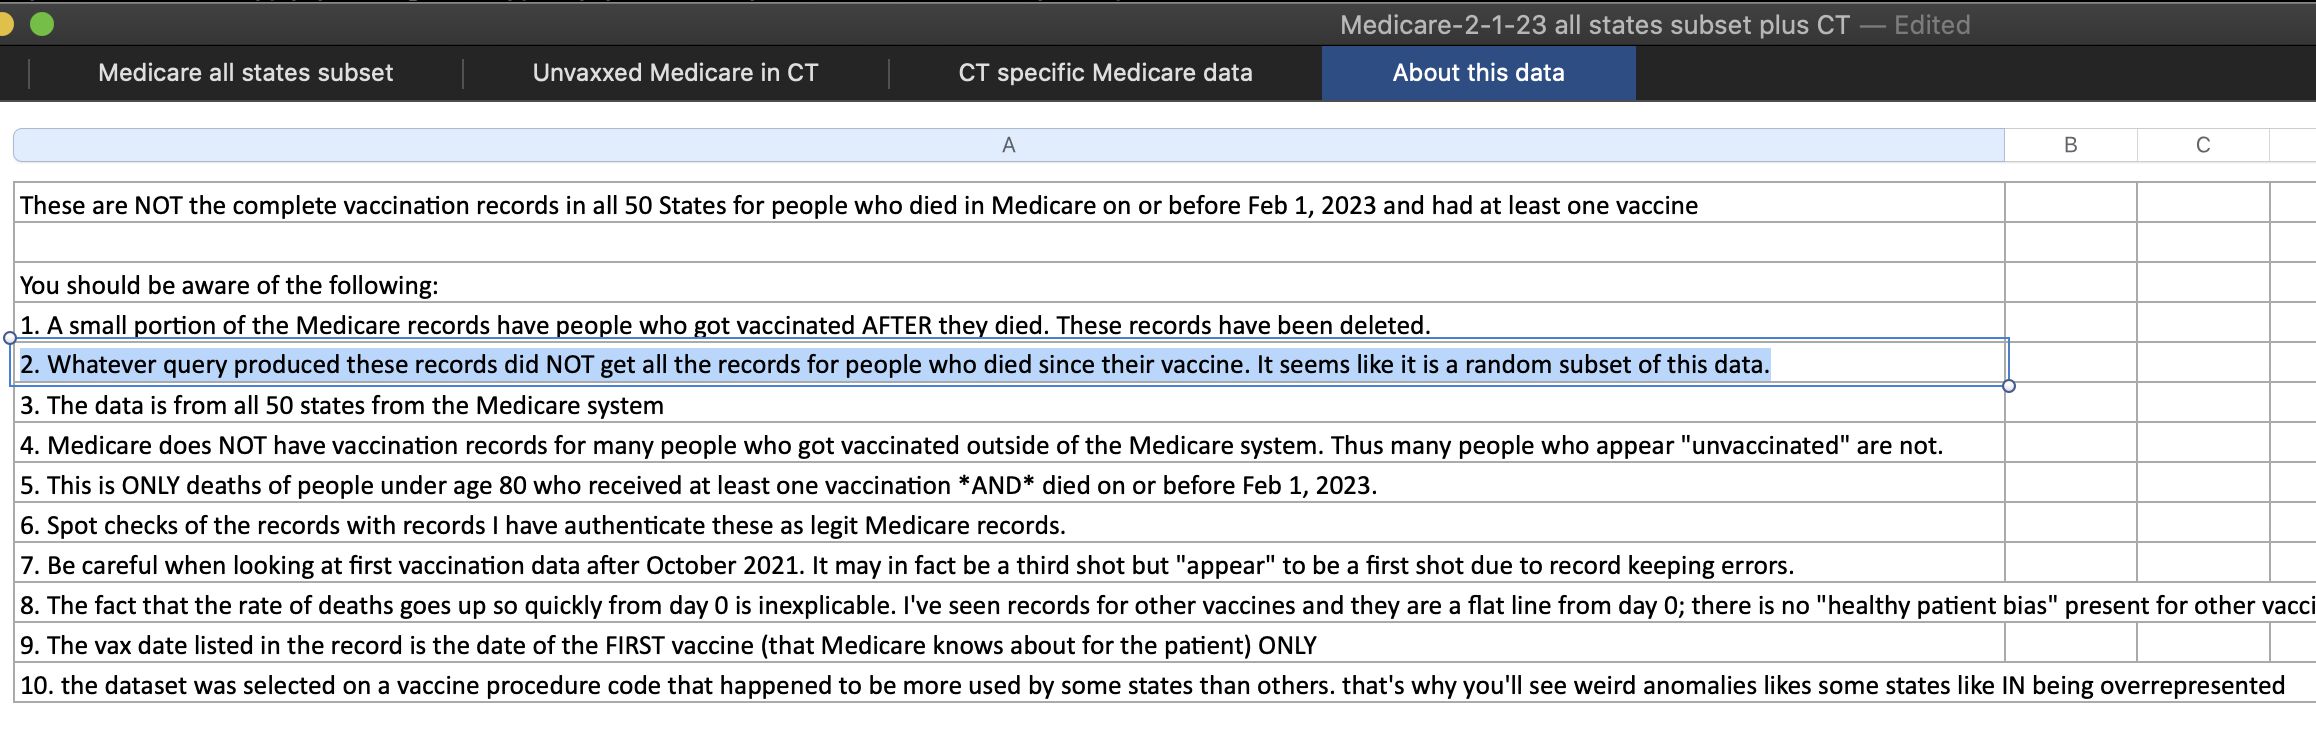 Medicare-2-1-23 all states subset plus CT — Edited
Medicare all states subset
Unvaxxed Medicare in CT
CT specific Medicare data
About this data
A
B
C
These are NOT the complete vaccination records in all 50 States for people who died in Medicare on or before Feb 1, 2023 and had at least one vaccine
You should be aware of the following:
1. A small portion of the Medicare records have people who got vaccinated AFTER they died. These records have been deleted.
2. Whatever query produced these records did NOT get all the records for people who died since their vaccine. It seems like it is a random subset of this data.
3. The data is from all 50 states from the Medicare system
4. Medicare does NOT have vaccination records for many people who got vaccinated outside of the Medicare system. Thus many people who appear "unvaccinated" are not.
5. This is ONLY deaths of people under age 80 who received at least one vaccination *AND* died on or before Feb 1, 2023.
6. Spot checks of the records with records I have authenticate these as legit Medicare records.
7. Be careful when looking at first vaccination data after October 2021. It may in fact be a third shot but "appear" to be a first shot due to record keeping errors.
8. The fact that the rate of deaths goes up so quickly from day 0 is inexplicable. I've seen records for other vaccines and they are a flat line from day 0; there is no "healthy patient bias" present for other vacci
9. The vax date listed in the record is the date of the FIRST vaccine (that Medicare knows about for the patient) ONLY
10. the dataset was selected on a vaccine procedure code that happened to be more used by some states than others. that's why you'll see weird anomalies likes some states like IN being overrepresented